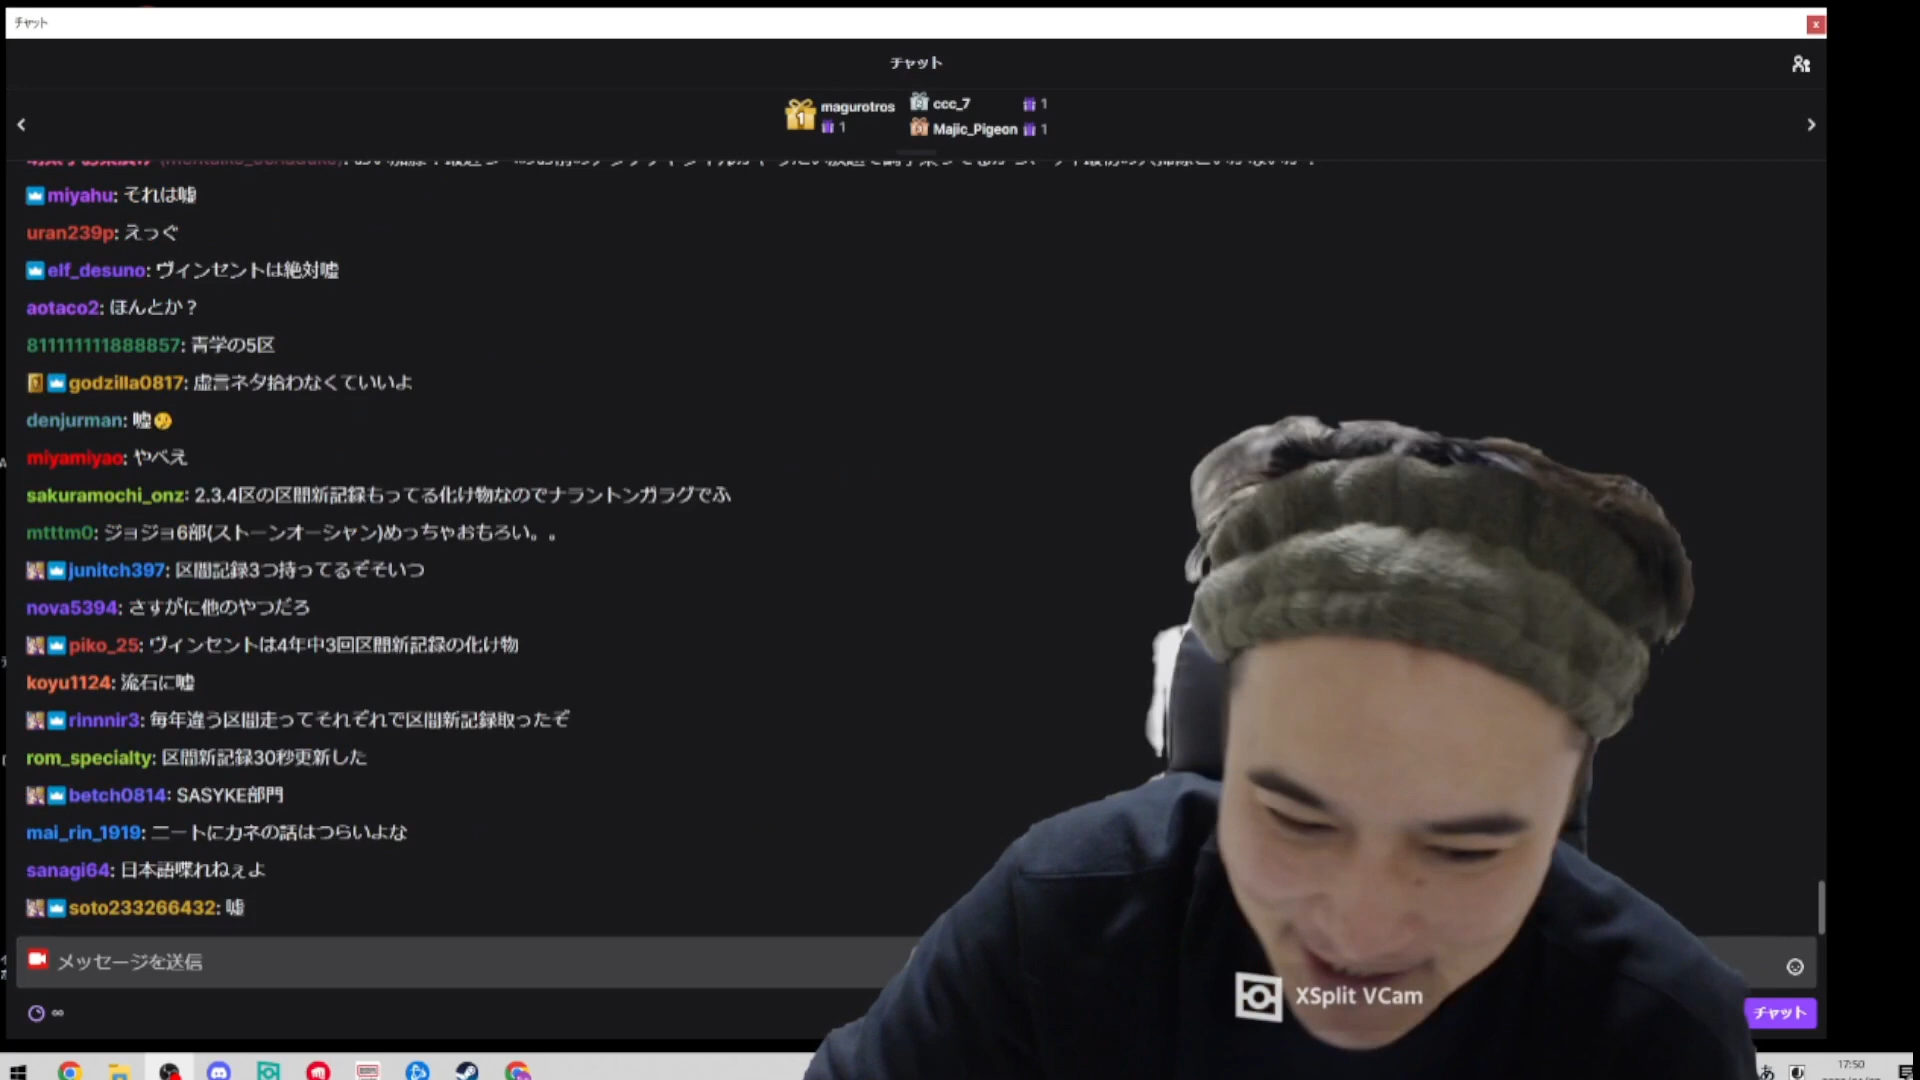 チャット
チャット
magurotros
1
ccc_7 1
Majic_Pigeon 1
miyahu: それは嘘
uran239p: えっぐ
elf_desuno: ヴィンセントは絶対嘘
aotaco2: ほんとか？
811111111888857: 青学の5区
godzilla0817: 虚言ネタ拾わなくていいよ
denjurman: 嘘🤔
miyamiyao: やべえ
sakuramochi_onz: 2.3.4区の区間新記録もってる化け物なのでナラントンガラグでふ
mtttm0: ジョジョ6部(ストーンオーシャン)めっちゃおもろい。。
junitch397: 区間記録3つ持ってるぞそいつ
nova5394: さすがに他のやつだろ
piko_25: ヴィンセントは4年中3回区間新記録の化け物
koyu1124: 流石に嘘
rinnnir3: 毎年違う区間走ってそれぞれで区間新記録取ったぞ
rom_specialty: 区間新記録30秒更新した
betch0814: SASYKE部門
mai_rin_1919: ニートにカネの話はつらいよな
sanagi64: 日本語喋れねぇよ
soto233266432: 嘘
メッセージを送信
XSplit VCam
∞
チャット
あ
17:50